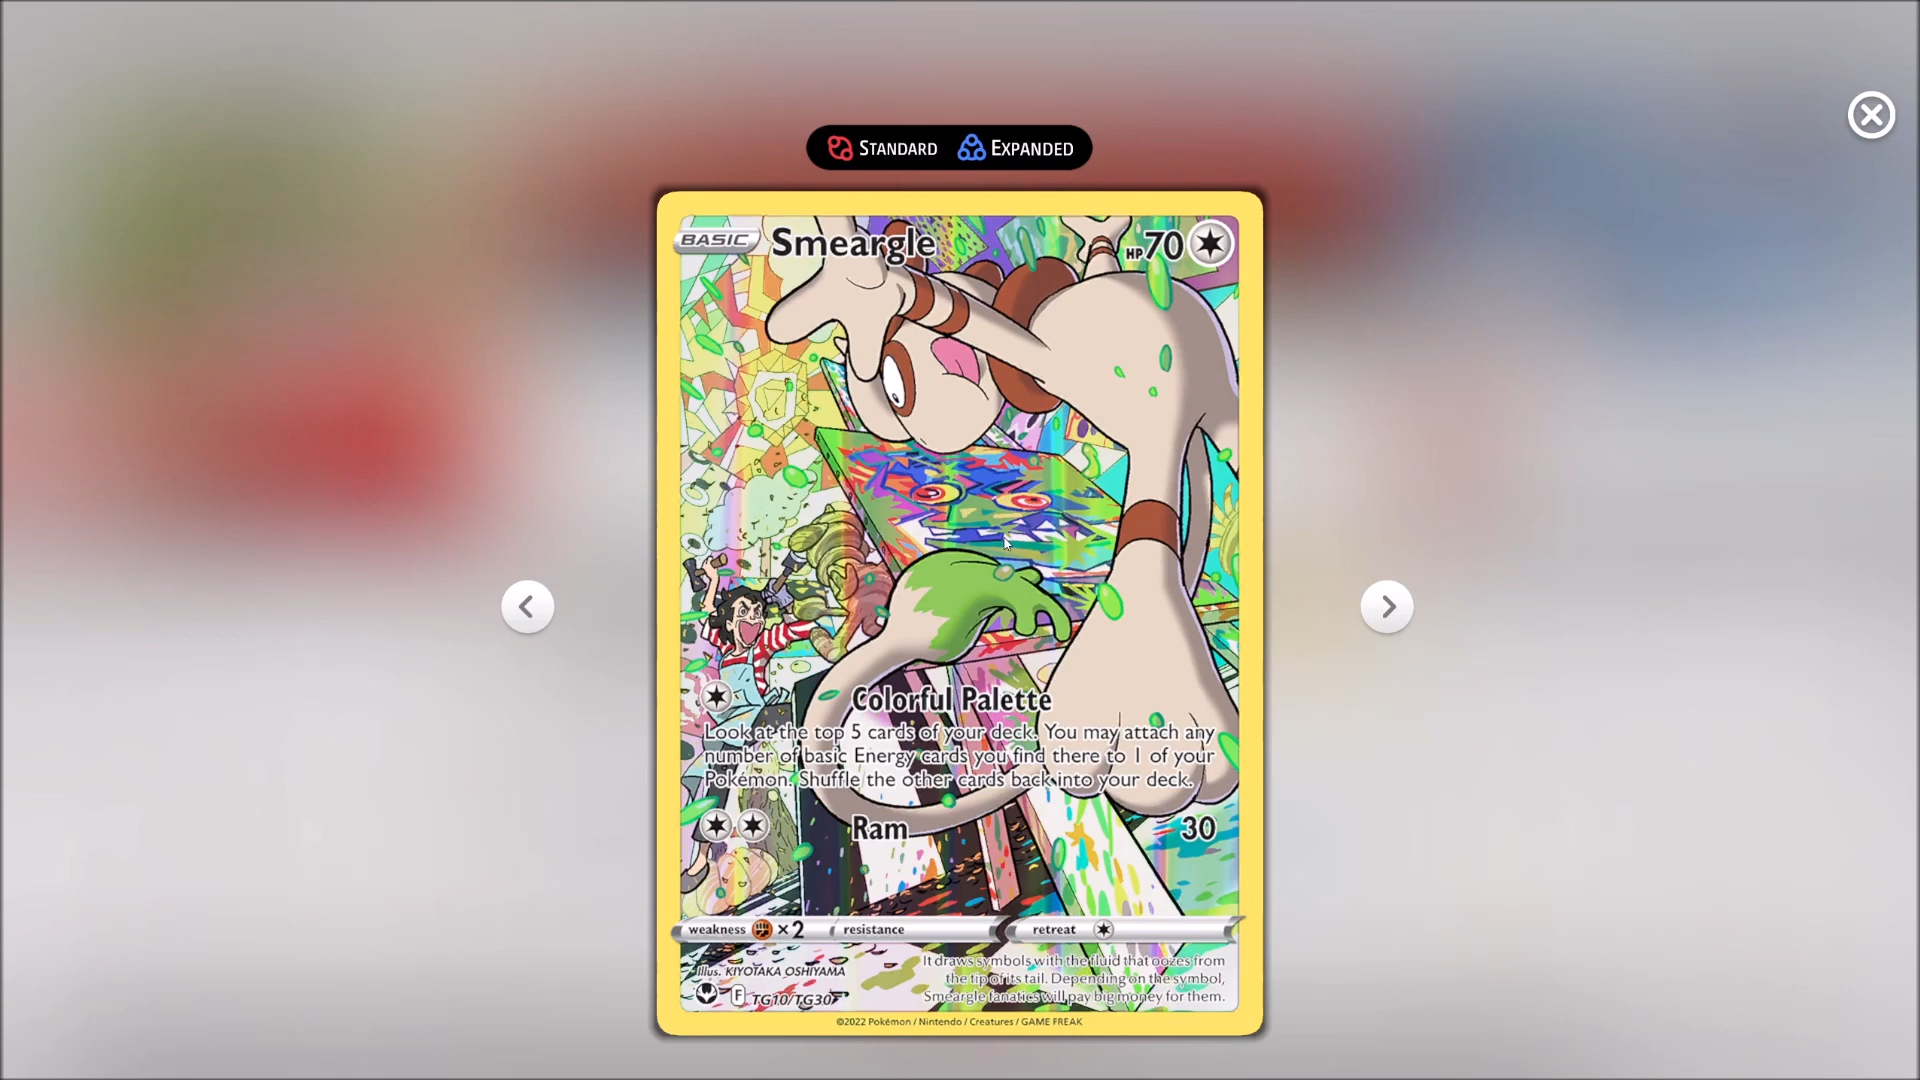 STANDARD EXPANDED
BASIC Smeargle HP 70
Colorful Palette
Look at the top 5 cards of your deck. You may attach any
number of basic Energy cards you find there to 1 of your
Pokémon. Shuffle the other cards back into your deck.
Ram 30
weakness ×2 resistance retreat
Illus. KIYOTAKA OSHIYAMA
It draws symbols with the fluid that oozes from
the tip of its tail. Depending on the symbol,
Smeargle fanatics will pay big money for them.
F TG10/TG30
©2022 Pokémon / Nintendo / Creatures / GAME FREAK